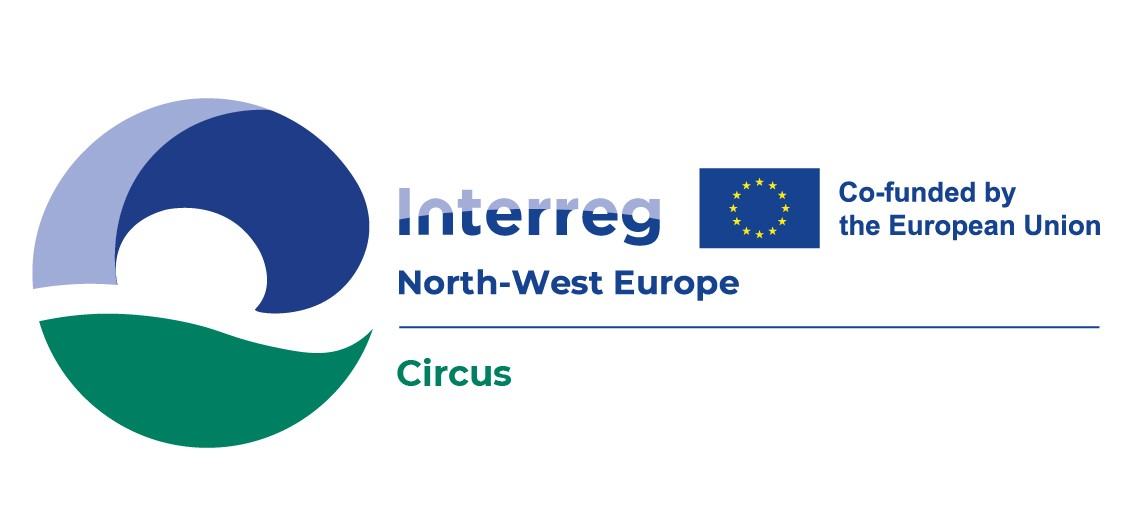 Interreg
Co-funded by
the European Union
North-West Europe
Circus